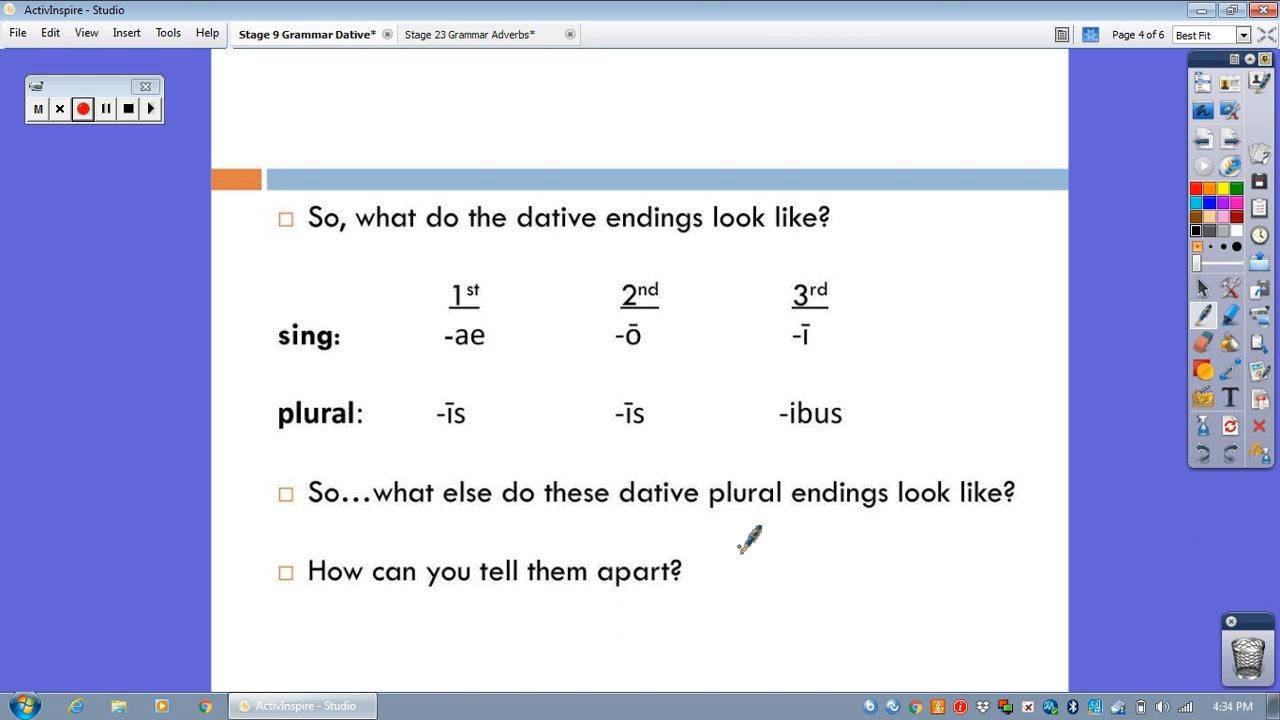 ActivInspire - Studio
File Edit View Insert Tools Help
Stage 9 Grammar Dative* Stage 23 Grammar Adverbs* Page 4 of 6 Best Fit
M
So, what do the dative endings look like?
1st 2nd 3rd
sing: -ae -ō -ī
plural: -īs -īs -ibus
So...what else do these dative plural endings look like?
How can you tell them apart?
T
ActivInspire - Studio 4:34 PM